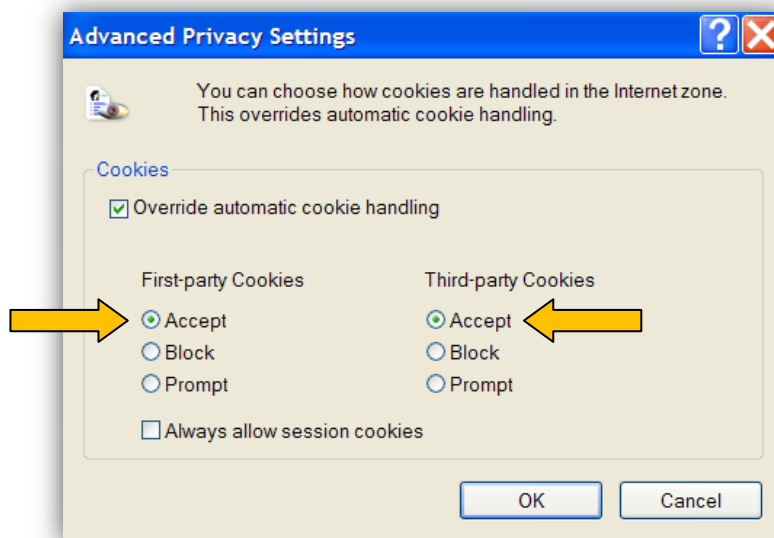 Advanced Privacy Settings
?
You can choose how cookies are handled in the Internet zone.
This overrides automatic cookie handling.
Cookies
Override automatic cookie handling
First-party Cookies
Third-party Cookies
Accept
Accept
Block
Block
Prompt
Prompt
Always allow session cookies
OK
Cancel